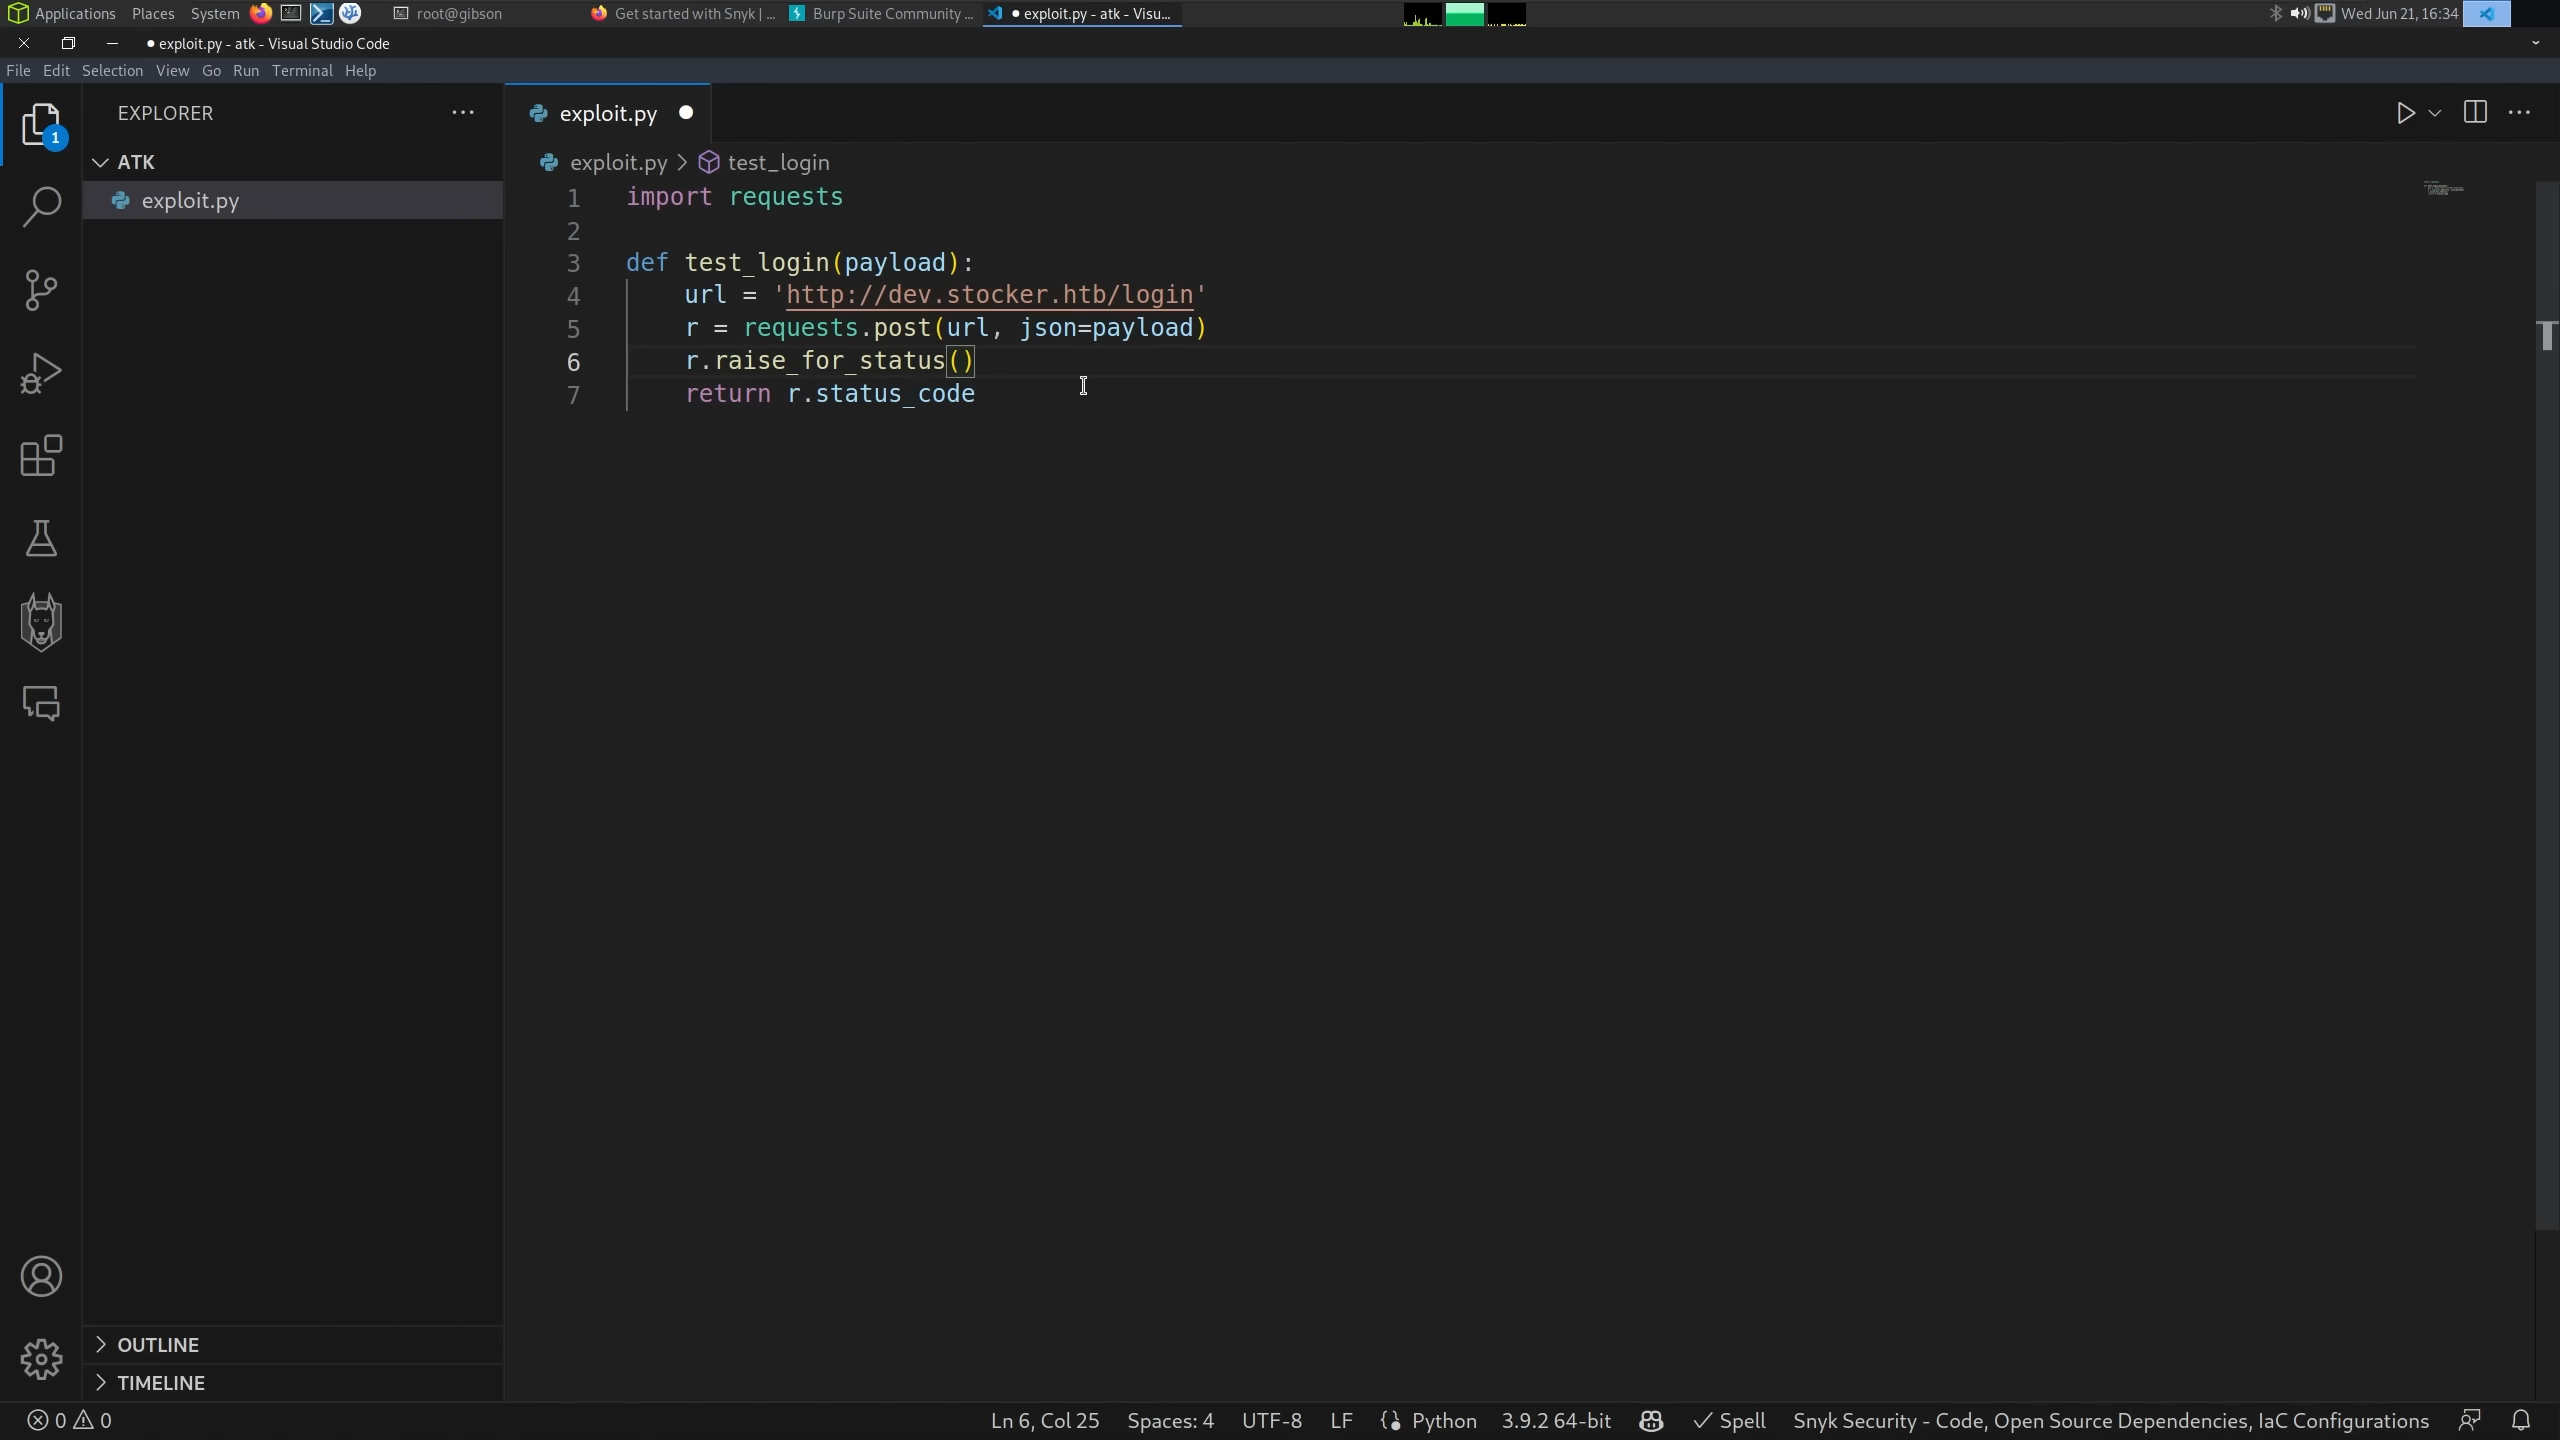 Applications Places System root@gibson Get started with Snyk | ... Burp Suite Community ... ● exploit.py - atk - Visu... Wed Jun 21, 16:34
● exploit.py - atk - Visual Studio Code
File Edit Selection View Go Run Terminal Help
EXPLORER ···
exploit.py ●
1
ATK
exploit.py > test_login
exploit.py
1 import requests
2
3 def test_login(payload):
4 url = 'http://dev.stocker.htb/login'
5 r = requests.post(url, json=payload)
6 r.raise_for_status()
7 return r.status_code
OUTLINE
TIMELINE
0 0 Ln 6, Col 25 Spaces: 4 UTF-8 LF Python 3.9.2 64-bit Spell Snyk Security - Code, Open Source Dependencies, IaC Configurations